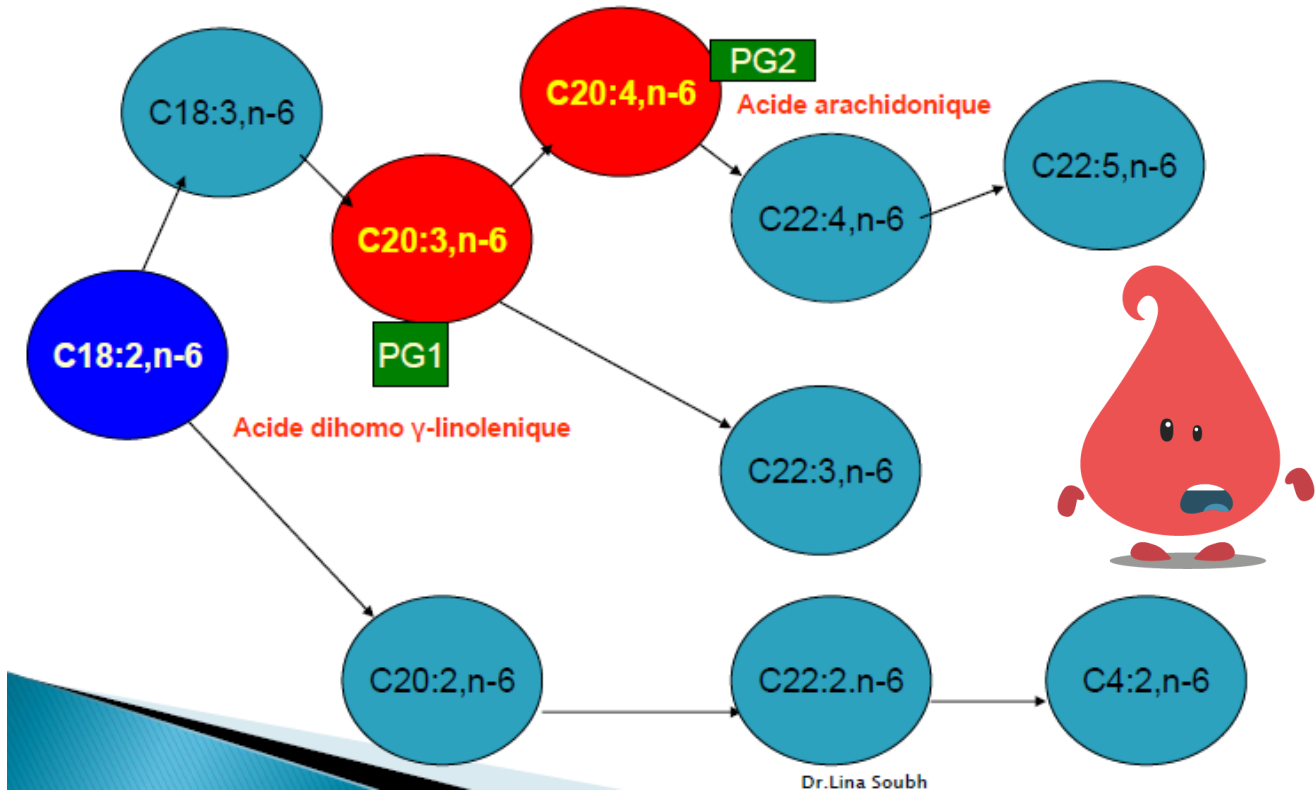 PG2
C20:4,n-6
Acide arachidonique
C18:3,n-6
C22:5,n-6
C22:4,n-6
C20:3,n-6
PG1
C18:2,n-6
Acide dihomo γ-linolenique
C22:3,n-6
C20:2,n-6
C22:2.n-6
C4:2,n-6
Dr.Lina Soubh